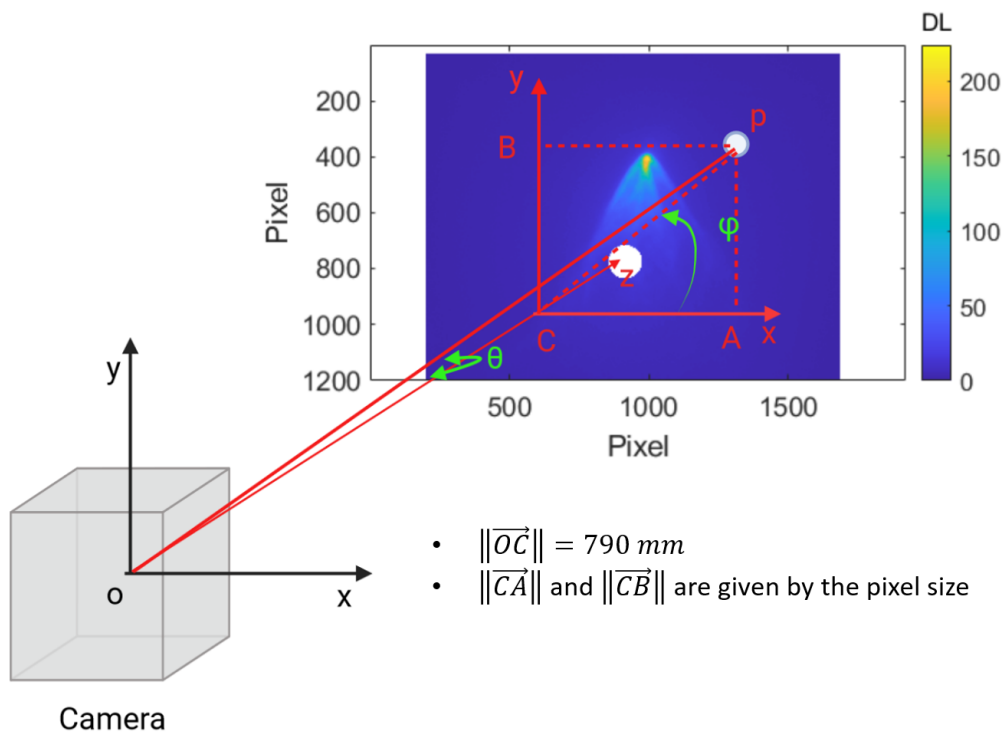 DL
200
400
600
800
1000
1200
Pixel
500 1000 1500
Pixel
200
150
100
50
0
y
B
p
φ
z
C
A
x
θ
y
o
x
Camera
• ‖OC⃗‖ = 790 mm
• ‖CA⃗‖ and ‖CB⃗‖ are given by the pixel size